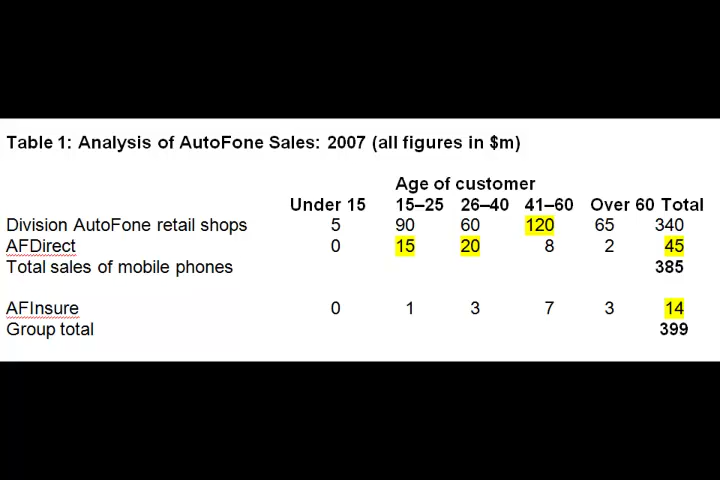 Table 1: Analysis of AutoFone Sales: 2007 (all figures in $m)
Age of customer
Under 15 15–25 26–40 41–60 Over 60 Total
Division AutoFone retail shops 5 90 60 120 65 340
AFDirect 0 15 20 8 2 45
Total sales of mobile phones 385
AFInsure 0 1 3 7 3 14
Group total 399